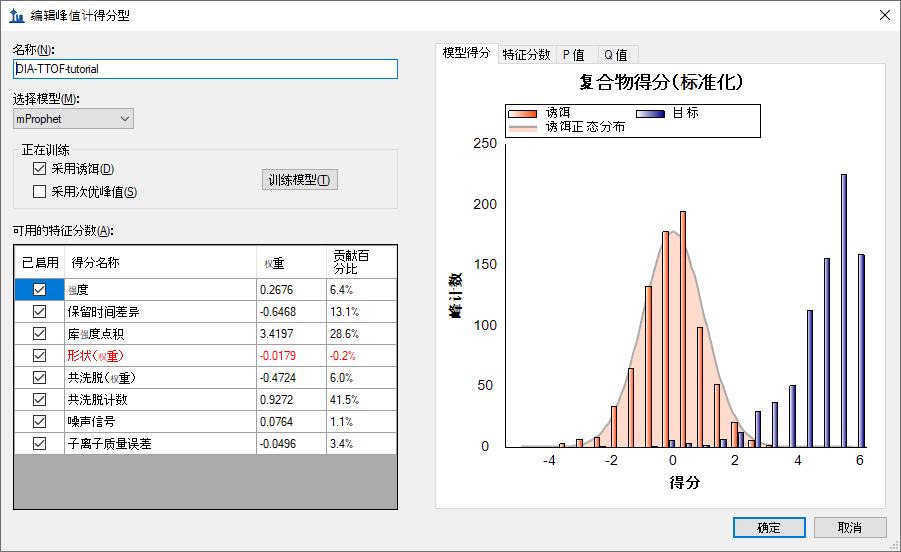 编辑峰值计得分型
名称(N):
DIA-TTOF-tutorial
选择模型(M):
mProphet
正在训练
采用诱饵(D)
采用次优峰值(S)
训练模型(T)
可用的特征分数(A):
已启用 得分名称 权重 贡献百分比
强度 0.2676 6.4%
保留时间差异 -0.6468 13.1%
库强度点积 3.4197 28.6%
形状(权重) -0.0179 -0.2%
共洗脱(权重) -0.4724 6.0%
共洗脱计数 0.9272 41.5%
噪声信号 0.0764 1.1%
子离子质量误差 -0.0496 3.4%
模型得分 特征分数 P 值 Q 值
复合物得分(标准化)
诱饵 目标
诱饵正态分布
峰计数
250
200
150
100
50
0
-4 -2 0 2 4 6
得分
确定 取消